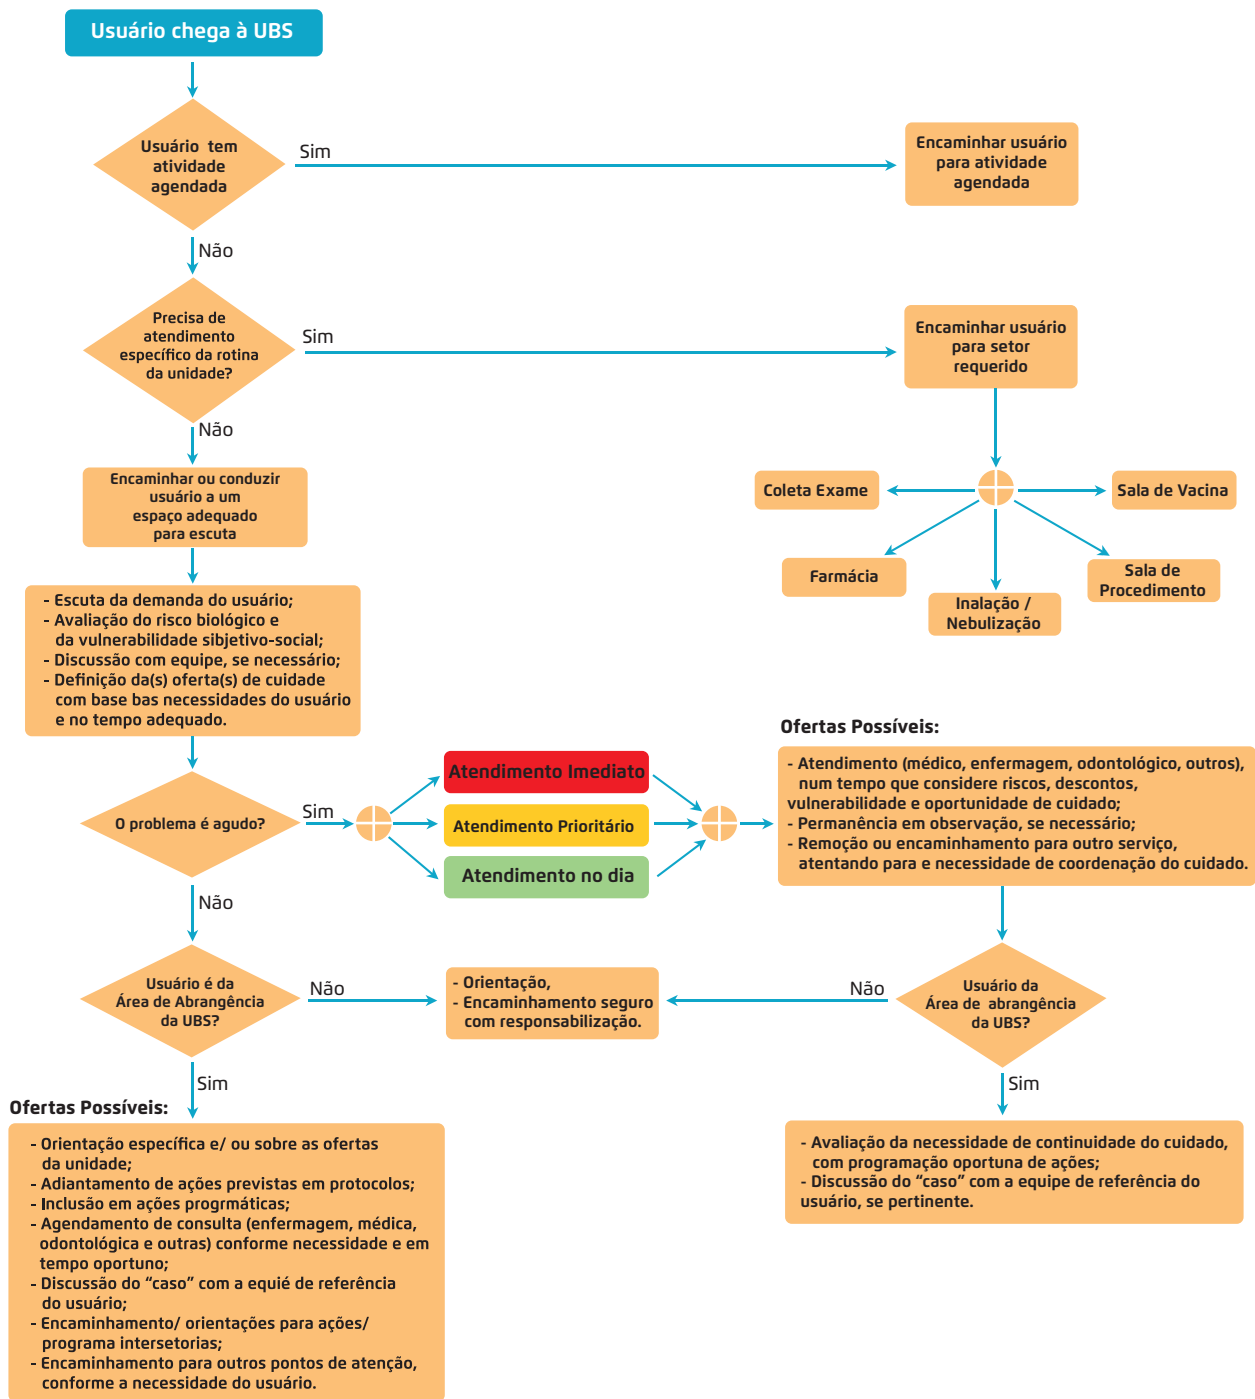 Usuário chega à UBS
Usuário tem
atividade
agendada
Sim
Encaminhar usuário
para atividade
agendada
Não
Precisa de
atendimento
específico da rotina
da unidade?
Sim
Encaminhar usuário
para setor
requerido
Não
Encaminhar ou conduzir
usuário a um
espaço adequado
para escuta
Coleta Exame
Sala de Vacina
Farmácia
Sala de
Procedimento
Inalação /
Nebulização
- Escuta da demanda do usuário;
- Avaliação do risco biológico e
da vulnerabilidade sibjetivo-social;
- Discussão com equipe, se necessário;
- Definição da(s) oferta(s) de cuidade
com base bas necessidades do usuário
e no tempo adequado.
O problema é agudo?
Sim
Atendimento Imediato
Atendimento Prioritário
Atendimento no dia
Ofertas Possíveis:
- Atendimento (médico, enfermagem, odontológico, outros),
num tempo que considere riscos, descontos,
vulnerabilidade e oportunidade de cuidado;
- Permanência em observação, se necessário;
- Remoção ou encaminhamento para outro serviço,
atentando para e necessidade de coordenação do cuidado.
Não
Usuário é da
Área de Abrangência
da UBS?
Não
- Orientação,
- Encaminhamento seguro
com responsabilização.
Não
Usuário da
Área de abrangência
da UBS?
Sim
Sim
Ofertas Possíveis:
- Orientação específica e/ ou sobre as ofertas
da unidade;
- Adiantamento de ações previstas em protocolos;
- Inclusão em ações progrmáticas;
- Agendamento de consulta (enfermagem, médica,
odontológica e outras) conforme necessidade e em
tempo oportuno;
- Discussão do “caso” com a equié de referência
do usuário;
- Encaminhamento/ orientações para ações/
programa intersetorias;
- Encaminhamento para outros pontos de atenção,
conforme a necessidade do usuário.
- Avaliação da necessidade de continuidade do cuidado,
com programação oportuna de ações;
- Discussão do “caso” com a equipe de referência do
usuário, se pertinente.